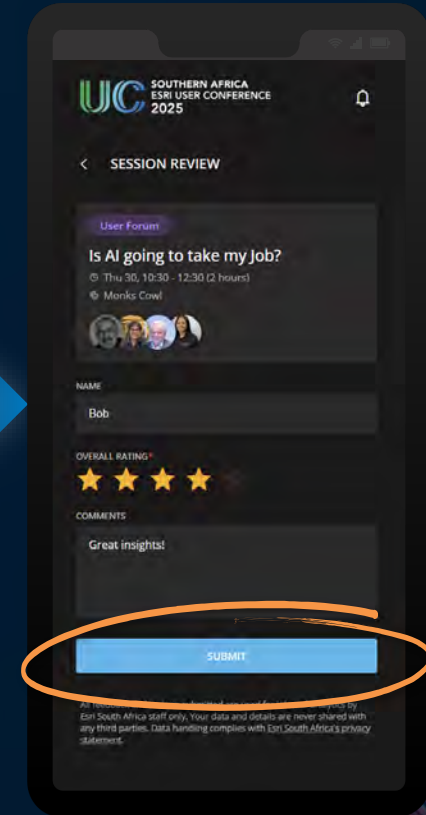 UC SOUTHERN AFRICA
ESRI USER CONFERENCE
2025
< SESSION REVIEW
User Forum
Is AI going to take my Job?
Thu 30, 10:30 - 12:30 (2 hours)
Monks Cowl
NAME
Bob
OVERALL RATING*
COMMENTS
Great insights!
SUBMIT
All by
Esri South Africa staff only. Your data and details are never shared with
any third parties. Data handling complies with Esri South Africa's privacy
statement.